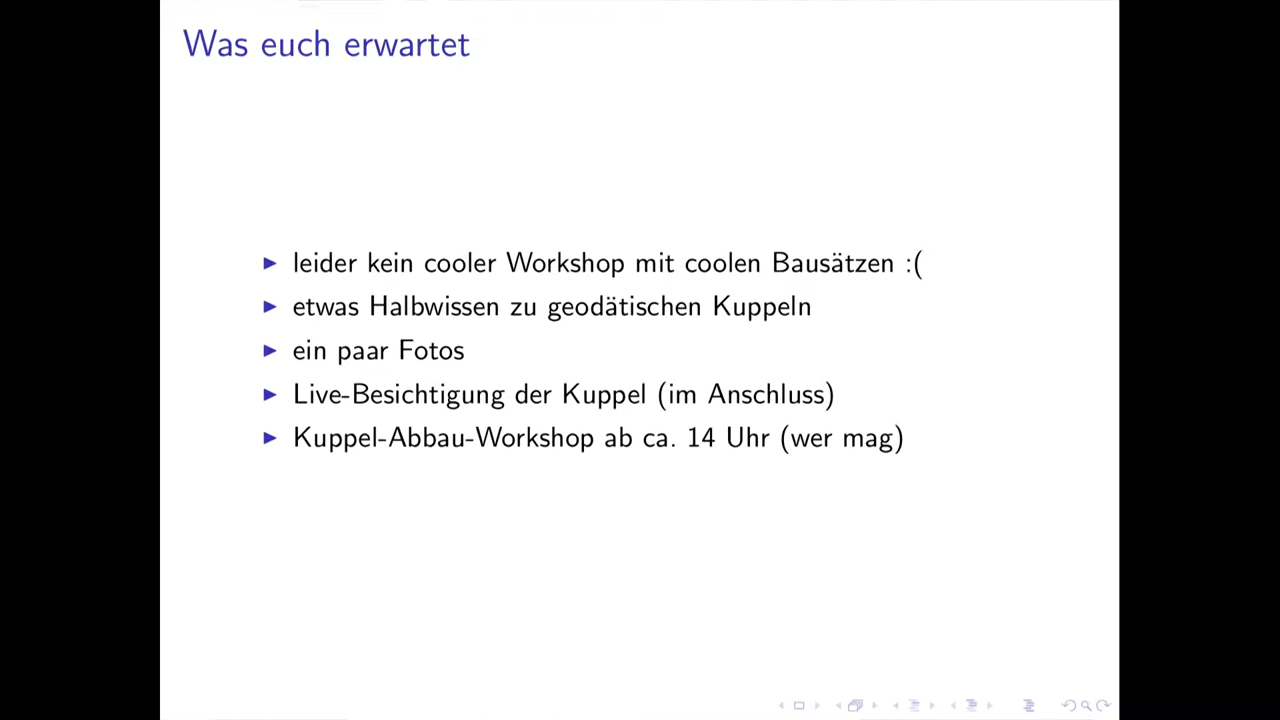 Was euch erwartet
leider kein cooler Workshop mit coolen Bausätzen :(
etwas Halbwissen zu geodätischen Kuppeln
ein paar Fotos
Live-Besichtigung der Kuppel (im Anschluss)
Kuppel-Abbau-Workshop ab ca. 14 Uhr (wer mag)